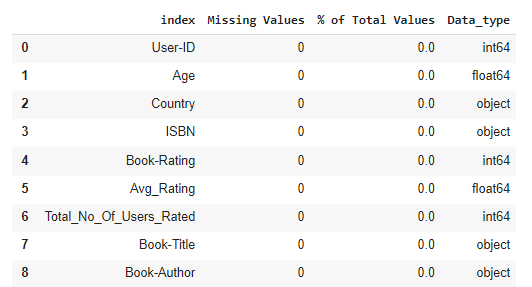 index Missing Values % of Total Values Data_type
0 User-ID 0 0.0 int64
1 Age 0 0.0 float64
2 Country 0 0.0 object
3 ISBN 0 0.0 object
4 Book-Rating 0 0.0 int64
5 Avg_Rating 0 0.0 float64
6 Total_No_Of_Users_Rated 0 0.0 int64
7 Book-Title 0 0.0 object
8 Book-Author 0 0.0 object